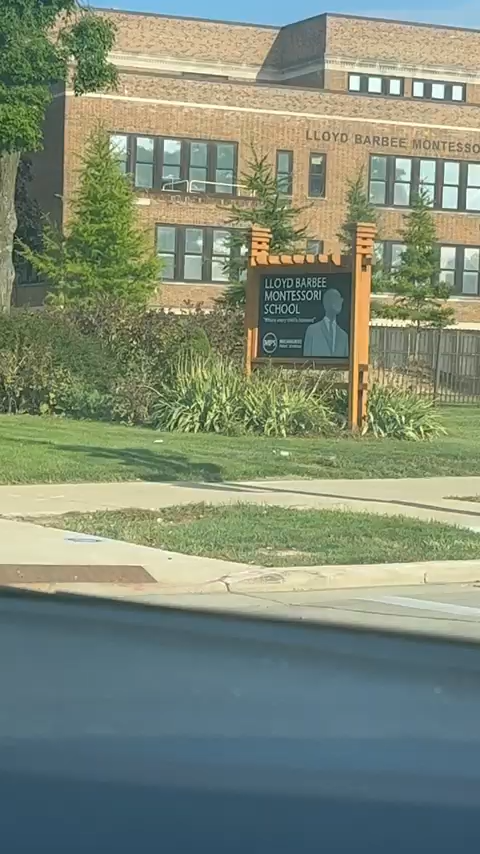 LLOYD BARBEE MONTESSO
LLOYD BARBEE
MONTESSORI
SCHOOL
MPS